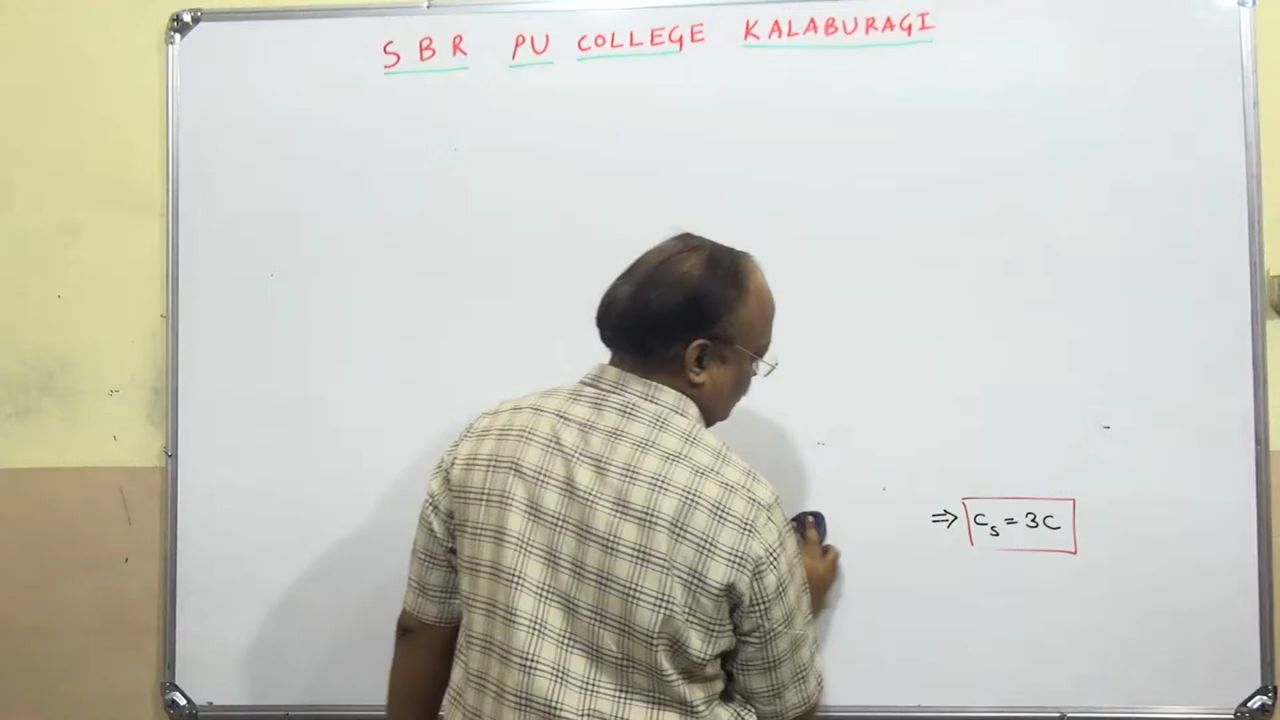 SBR PU COLLEGE KALABURAGI
⇒ Cₛ = 3C